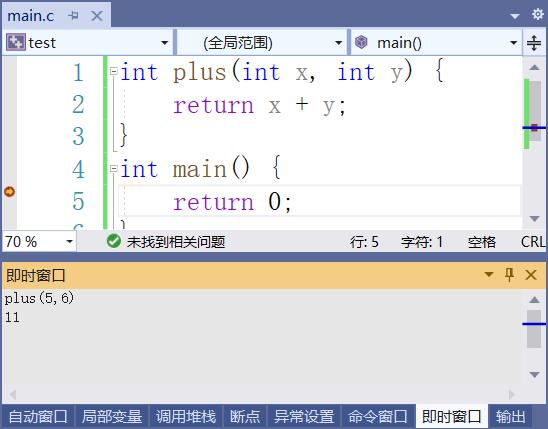 main.c
test (全局范围) main()
1 int plus(int x, int y) {
2 return x + y;
3 }
4 int main() {
5 return 0;
70 % 未找到相关问题 行: 5 字符: 1 空格 CRL
即时窗口
plus(5,6)
11
自动窗口 局部变量 调用堆栈 断点 异常设置 命令窗口 即时窗口 输出